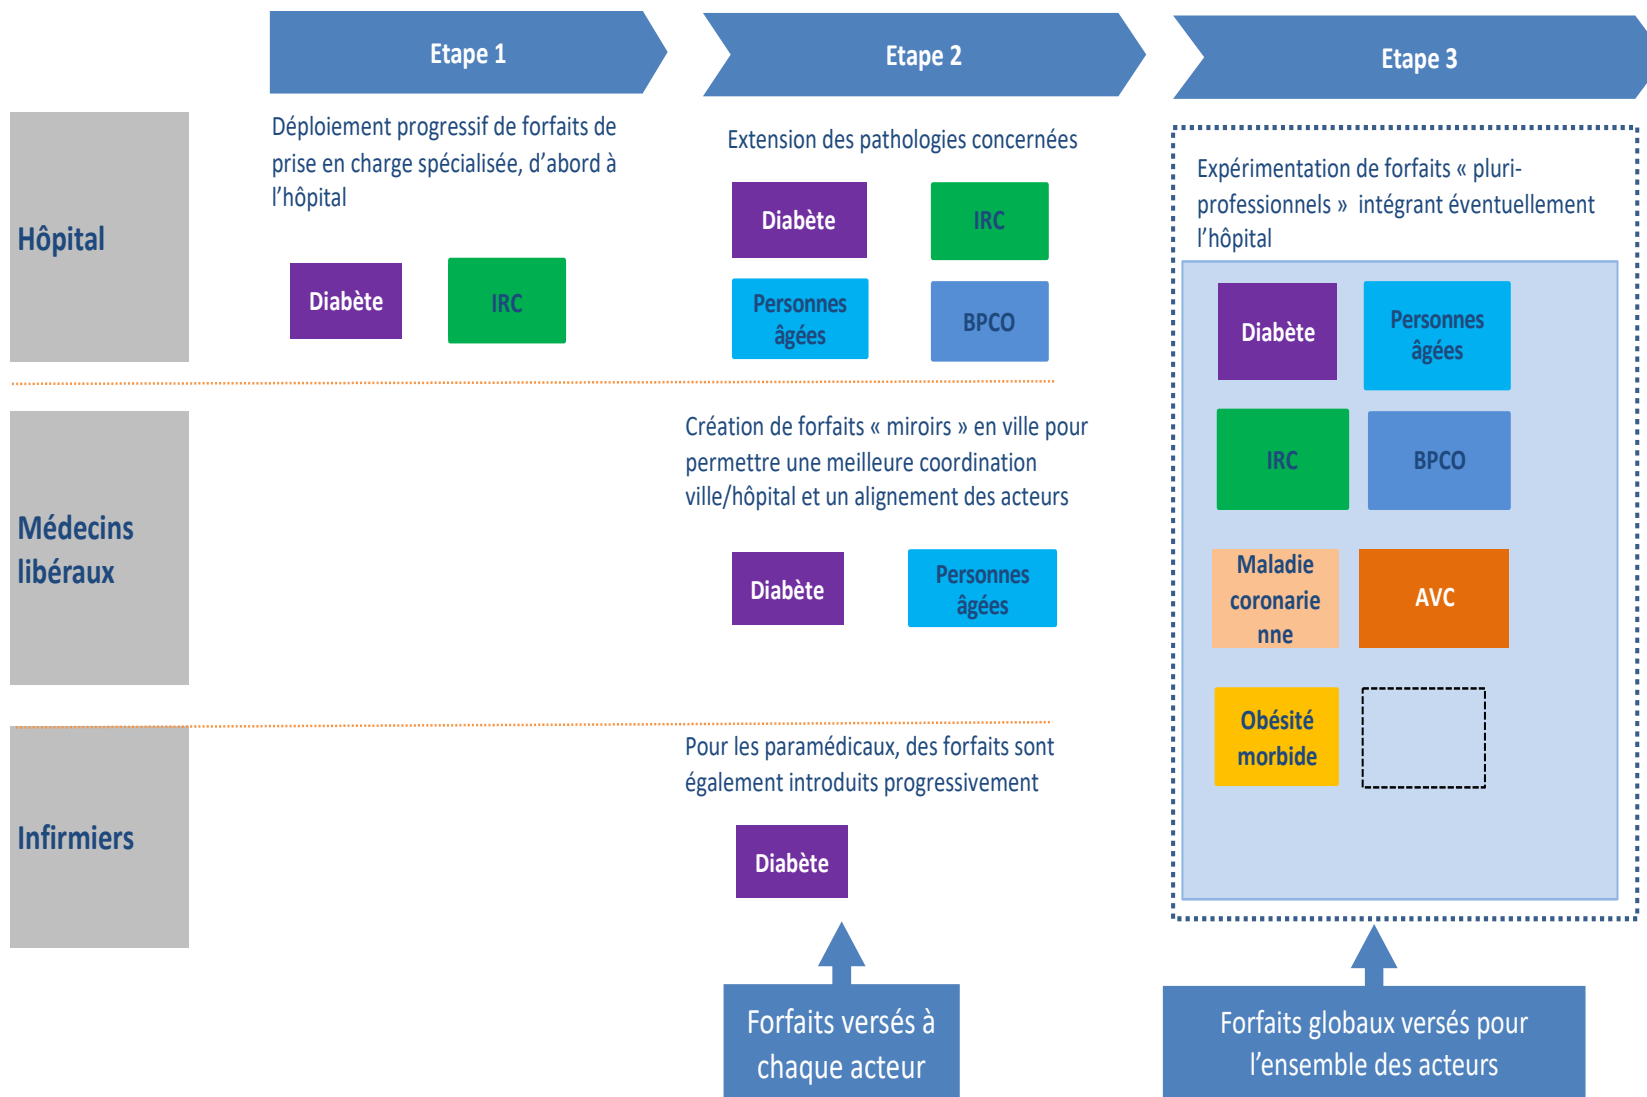 Etape 1
Etape 2
Etape 3
Hôpital
Déploiement progressif de forfaits de
prise en charge spécialisée, d’abord à
l’hôpital
Diabète
IRC
Extension des pathologies concernées
Diabète
IRC
Personnes
âgées
BPCO
Expérimentation de forfaits « pluri-
professionnels » intégrant éventuellement
l’hôpital
Diabète
Personnes
âgées
IRC
BPCO
Maladie
coronarie
nne
AVC
Obésité
morbide
Médecins
libéraux
Création de forfaits « miroirs » en ville pour
permettre une meilleure coordination
ville/hôpital et un alignement des acteurs
Diabète
Personnes
âgées
Infirmiers
Pour les paramédicaux, des forfaits sont
également introduits progressivement
Diabète
Forfaits versés à
chaque acteur
Forfaits globaux versés pour
l’ensemble des acteurs